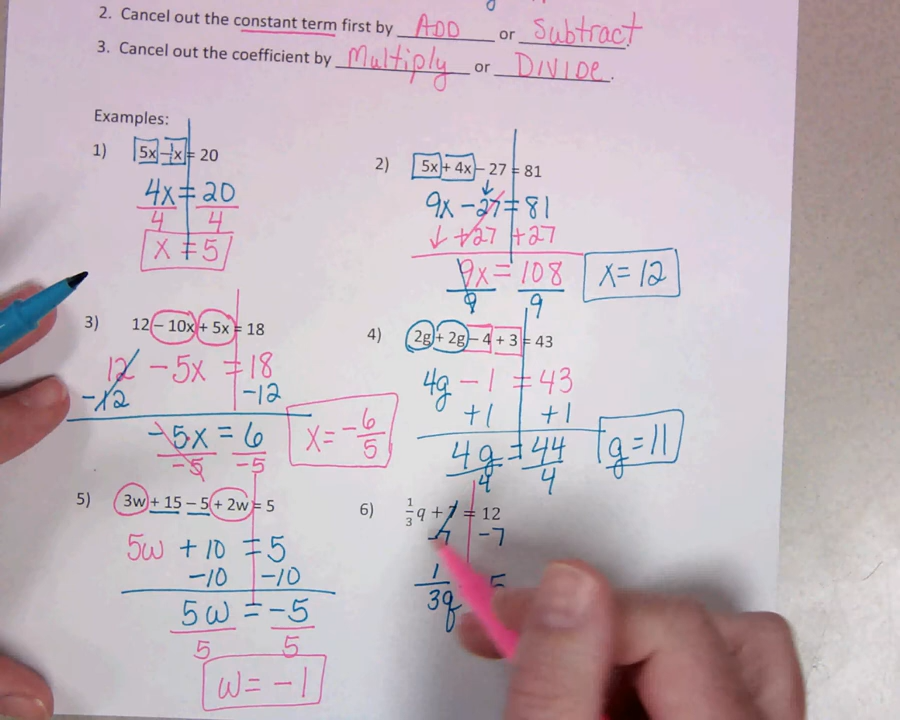 2. Cancel out the constant term first by ADD or Subtract.
3. Cancel out the coefficient by Multiply or DIVIDE.
Examples:
1) 5x - 1x = 20
4x = 20
4 4
x = 5
2) 5x + 4x - 27 = 81
9x - 27 = 81
↓ +27 +27
9x = 108
9 9
x = 12
3) 12 - 10x + 5x = 18
12 - 5x = 18
-12 -12
-5x = 6
-5 -5
x = -6/5
4) 2g + 2g - 4 + 3 = 43
4g - 1 = 43
+1 +1
4g = 44
4 4
g = 11
5) 3w + 15 - 5 + 2w = 5
5w + 10 = 5
-10 -10
5w = -5
5 5
w = -1
6) 1/3 q + 7 = 12
-7 -7
1/3q 5